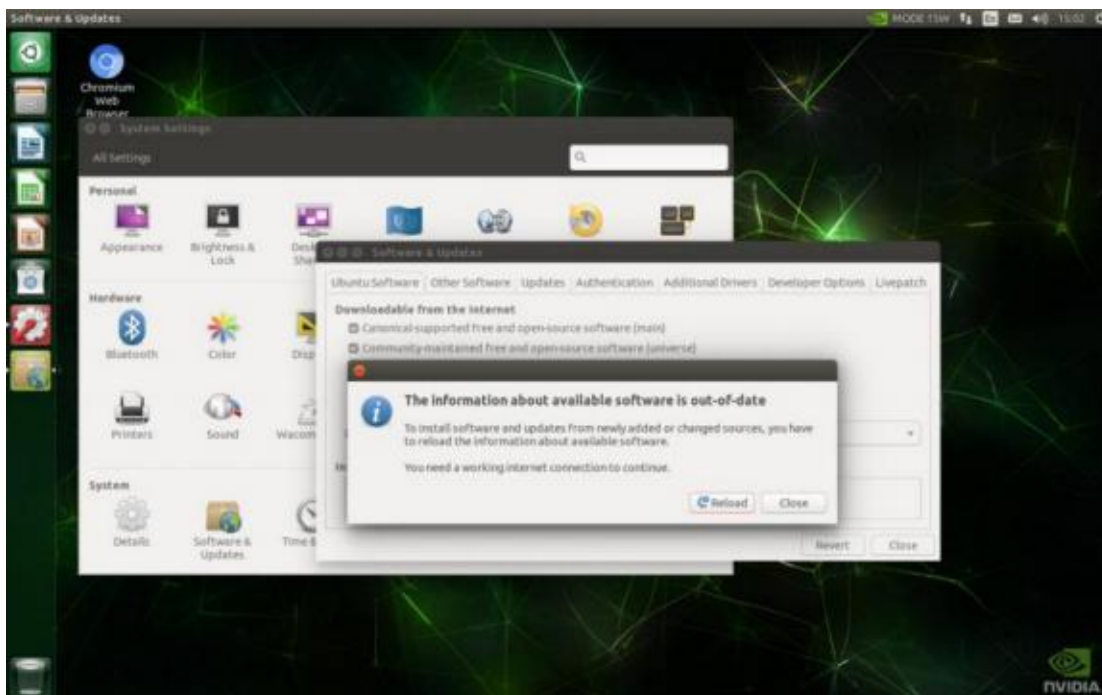 Software & Updates
MODE 15W
15:02
Chromium
Web
Browser
System Settings
All Settings
Personal
Appearance
Brightness &
Lock
Hardware
Bluetooth
Color
Printers
Sound
Wacom
System
Details
Software &
Updates
Time &
Software & Updates
Ubuntu Software
Other Software
Updates
Authentication
Additional Drivers
Developer Options
Livepatch
Downloadable from the Internet
Canonical-supported free and open-source software (main)
Community-maintained free and open-source software (universe)
The information about available software is out-of-date
To install software and updates from newly added or changed sources, you have
to reload the information about available software.
You need a working internet connection to continue.
Reload
Close
Revert
Close
NVIDIA